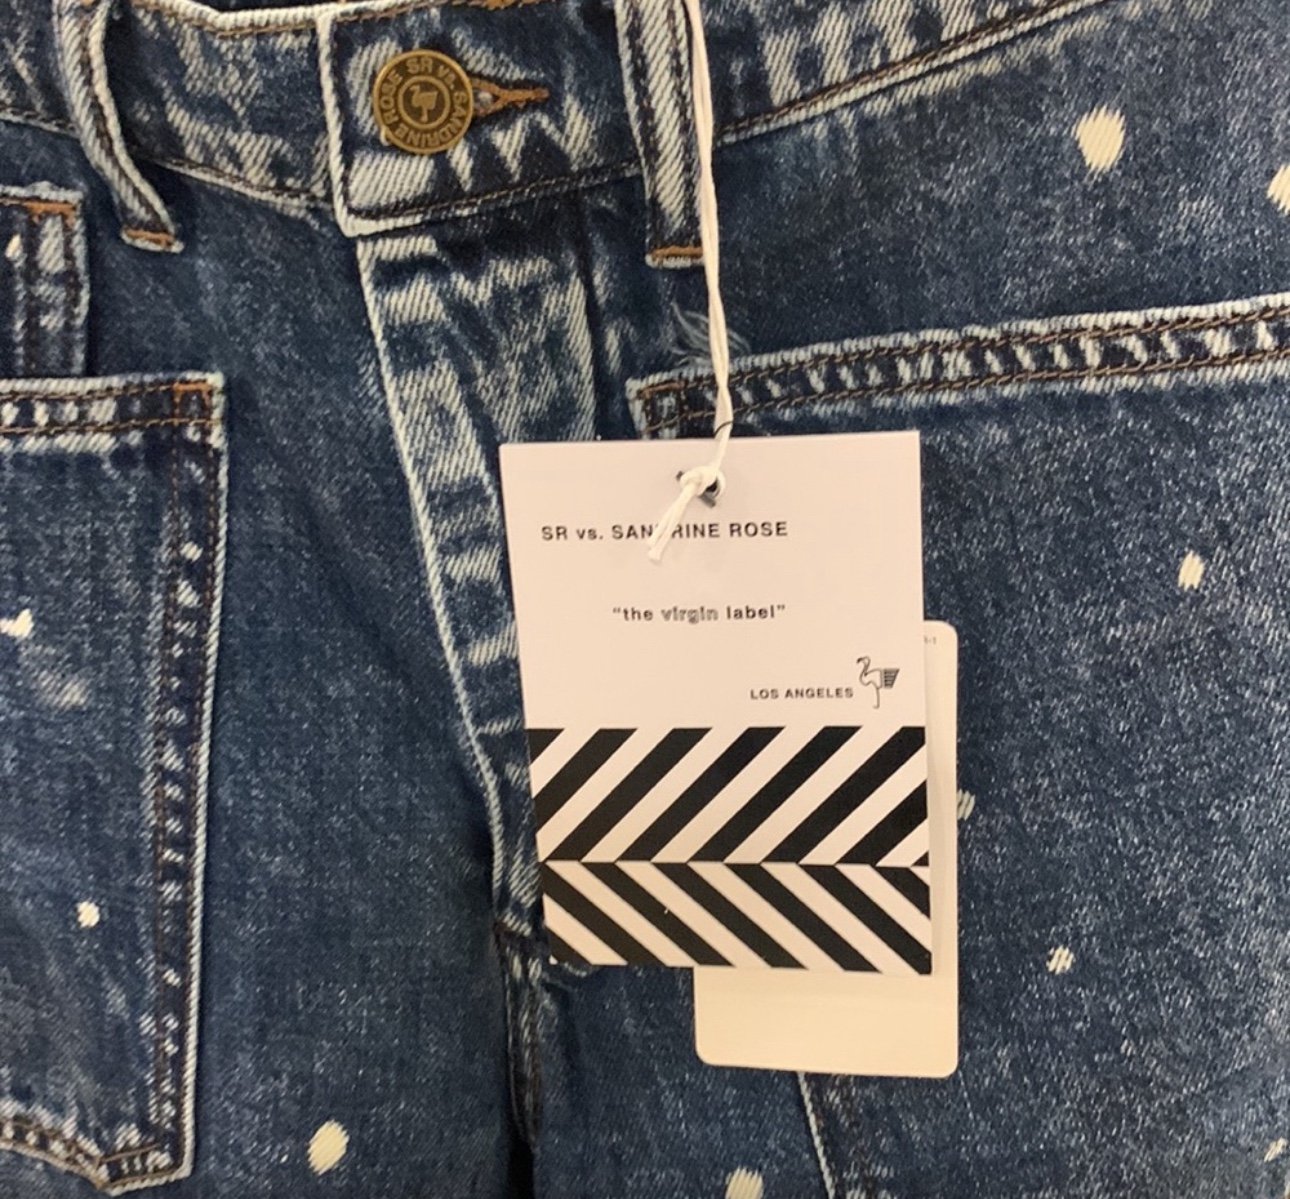 SR vs. SANDRINE ROSE
SR vs. SANDRINE ROSE
“the virgin label”
LOS ANGELES